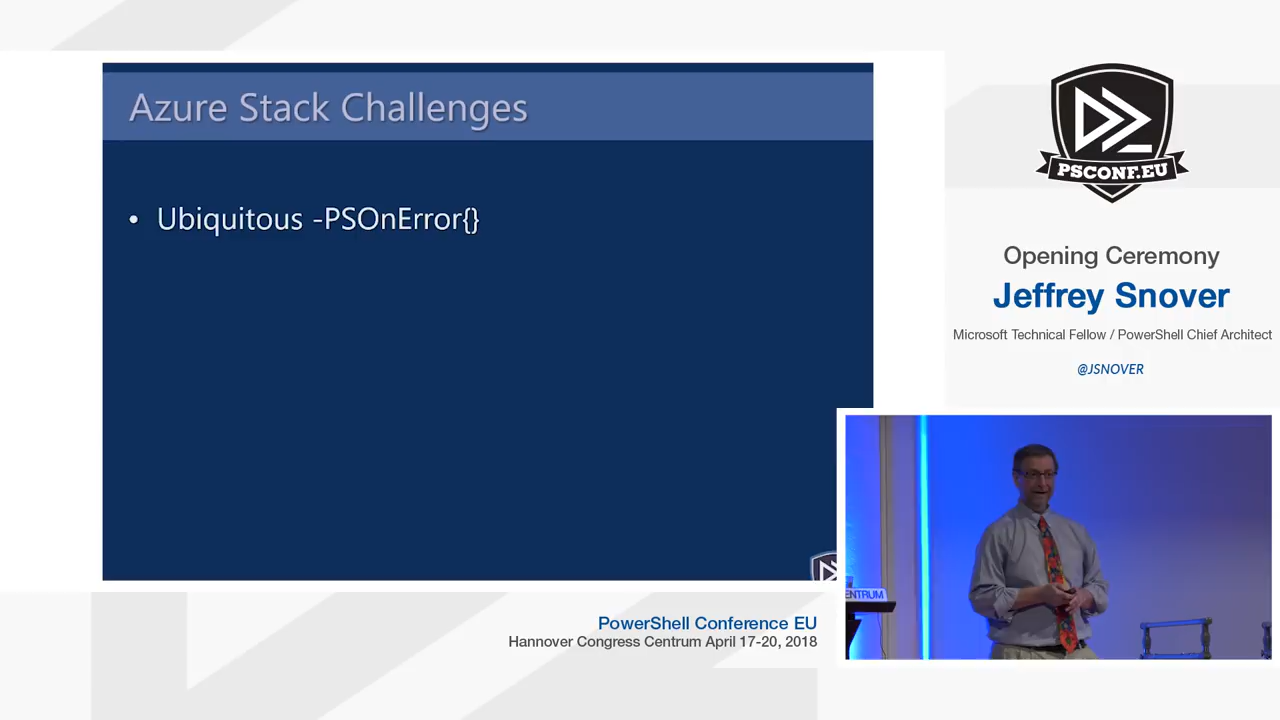 Azure Stack Challenges
• Ubiquitous -PSOnError{}
PSCONF.EU
Opening Ceremony
Jeffrey Snover
Microsoft Technical Fellow / PowerShell Chief Architect
@JSNOVER
ENTRUM
PowerShell Conference EU
Hannover Congress Centrum April 17-20, 2018